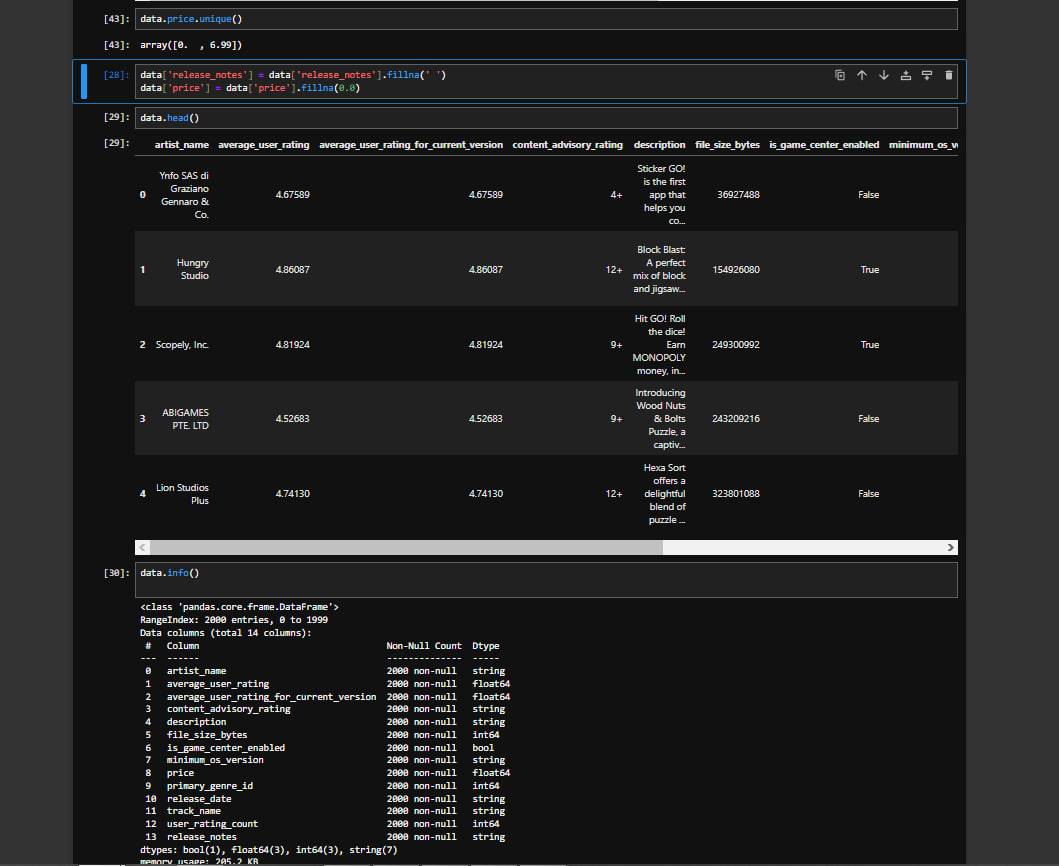 [43]: data.price.unique()
[43]: array([0.  , 6.99])
[28]: data['release_notes'] = data['release_notes'].fillna(' ')
data['price'] = data['price'].fillna(0.0)
[29]: data.head()
[29]: artist_name average_user_rating average_user_rating_for_current_version content_advisory_rating description file_size_bytes is_game_center_enabled
0 Ynfo SAS di Graziano Gennaro & Co. 4.67589 4.67589 4+ Sticker GO! is the first app that helps you co... 36927488 False
1 Hungry Studio 4.86087 4.86087 12+ Block Blast: A perfect mix of block and jigsaw... 154926080 True
2 Scopely, Inc. 4.81924 4.81924 9+ Hit GO! Roll the dice! Earn MONOPOLY money, in... 249300992 True
3 ABIGAMES PTE. LTD 4.52683 4.52683 9+ Introducing Wood Nuts & Bolts Puzzle, a captiv... 243209216 False
4 Lion Studios Plus 4.74130 4.74130 12+ Hexa Sort offers a delightful blend of puzzle ... 323801088 False
[30]: data.info()
<class 'pandas.core.frame.DataFrame'>
RangeIndex: 2000 entries, 0 to 1999
Data columns (total 14 columns):
 #   Column                                   Non-Null Count  Dtype
---  ------                                   --------------  -----
 0   artist_name                              2000 non-null   string
 1   average_user_rating                      2000 non-null   float64
 2   average_user_rating_for_current_version  2000 non-null   float64
 3   content_advisory_rating                  2000 non-null   string
 4   description                              2000 non-null   string
 5   file_size_bytes                          2000 non-null   int64
 6   is_game_center_enabled                   2000 non-null   bool
 7   minimum_os_version                       2000 non-null   string
 8   price                                    2000 non-null   float64
 9   primary_genre_id                         2000 non-null   int64
 10  release_date                             2000 non-null   string
 11  track_name                               2000 non-null   string
 12  user_rating_count                        2000 non-null   int64
 13  release_notes                            2000 non-null   string
dtypes: bool(1), float64(3), int64(3), string(7)
memory usage: 205.2 KB